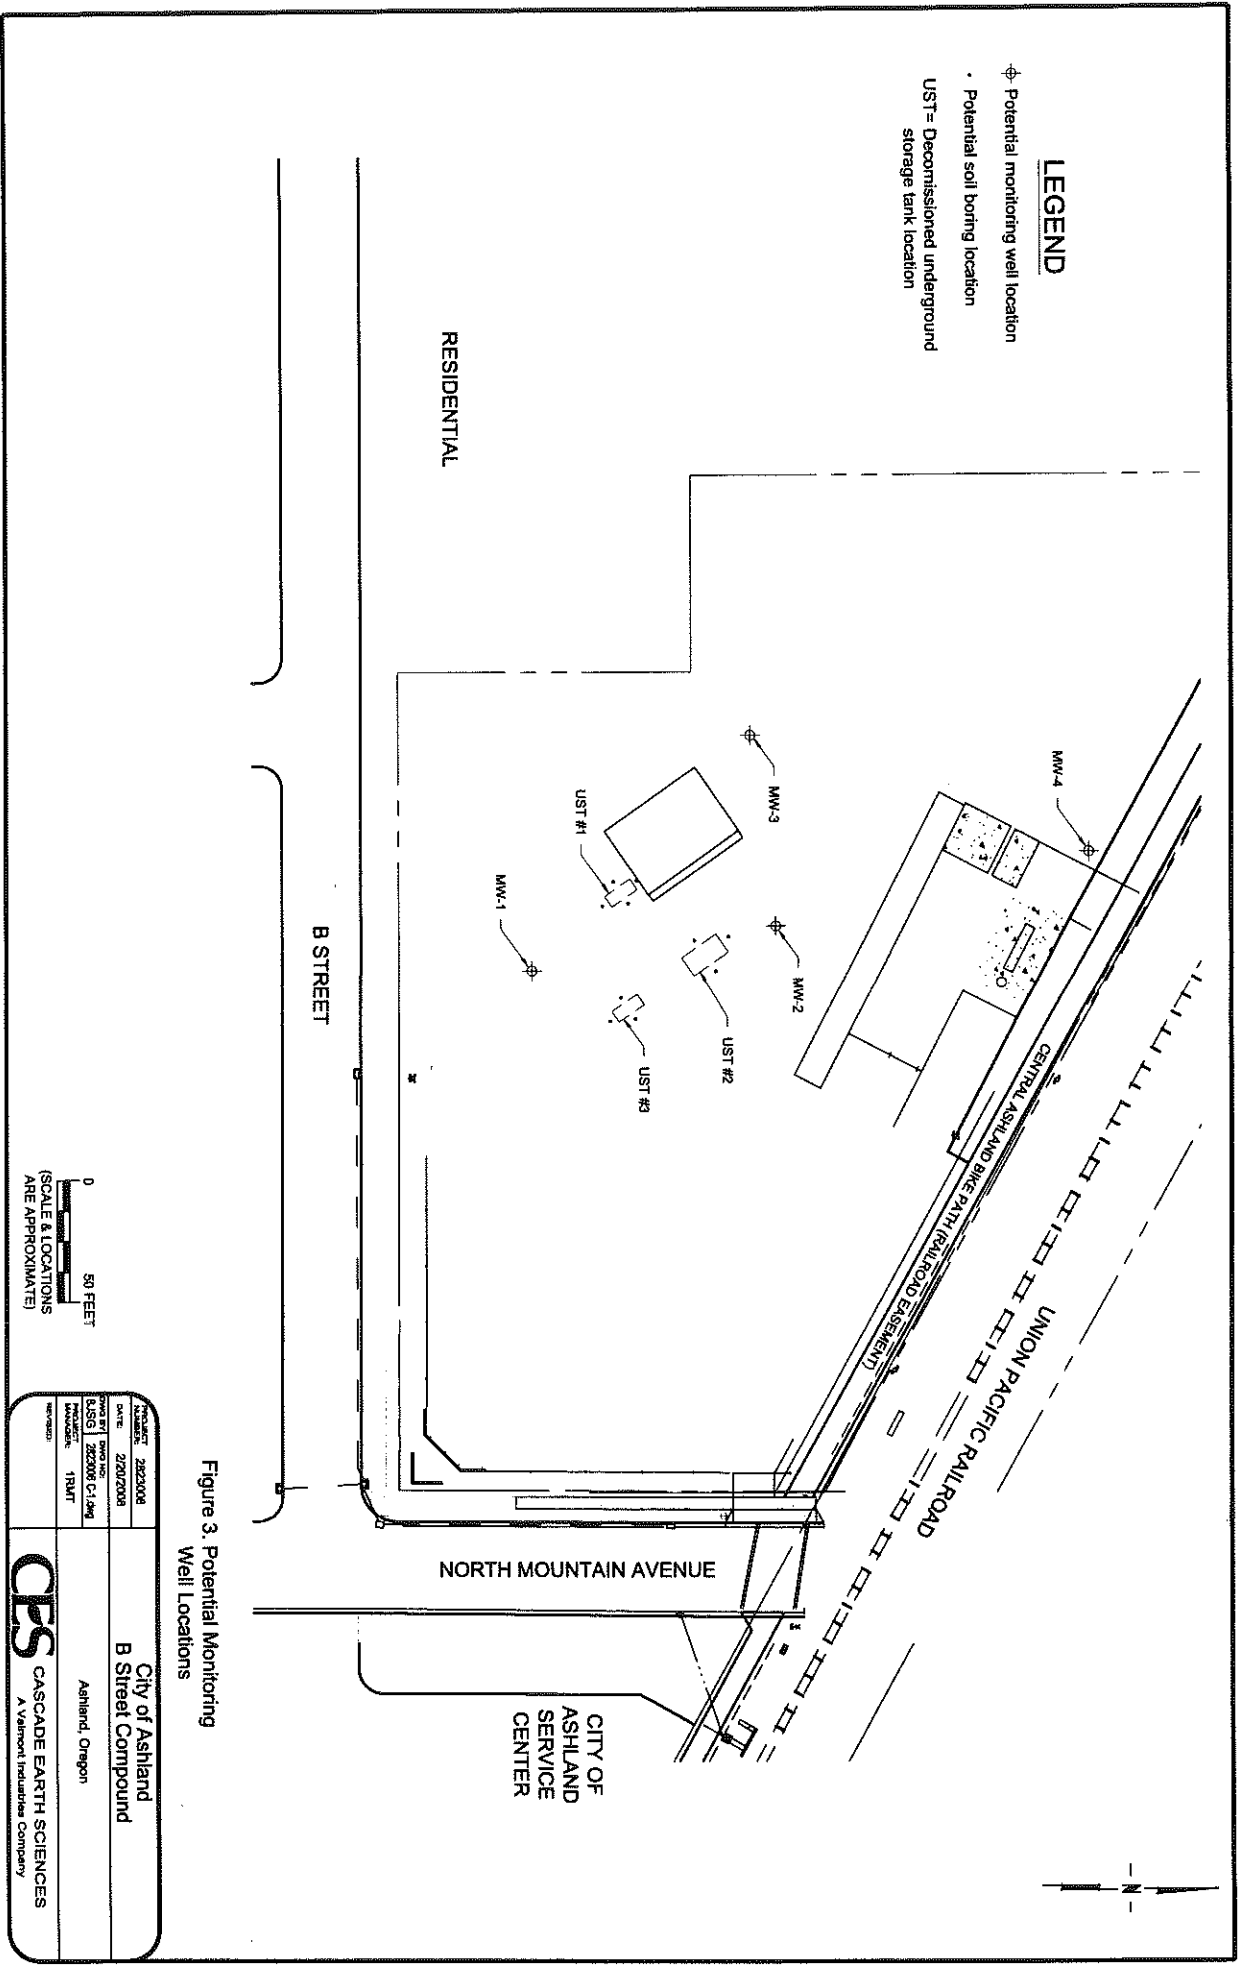 LEGEND
Potential monitoring well location
Potential soil boring location
UST= Decomissioned underground
storage tank location
RESIDENTIAL
MW-4
MW-3
UST #1
MW-1
MW-2
UST #2
UST #3
CENTRAL ASHLAND BIKE PATH (RAILROAD EASEMENT)
UNION PACIFIC RAILROAD
B STREET
NORTH MOUNTAIN AVENUE
CITY OF
ASHLAND
SERVICE
CENTER
N
0 50 FEET
(SCALE & LOCATIONS
ARE APPROXIMATE)
Figure 3. Potential Monitoring
Well Locations
PROJECT
NUMBER: 2823008
DATE: 2/20/2008
DWG BY: DWG NO:
PROJECT
MANAGER: 1RMT
REVISED:
City of Ashland
B Street Compound
Ashland, Oregon
CES CASCADE EARTH SCIENCES
A Valmont Industries Company